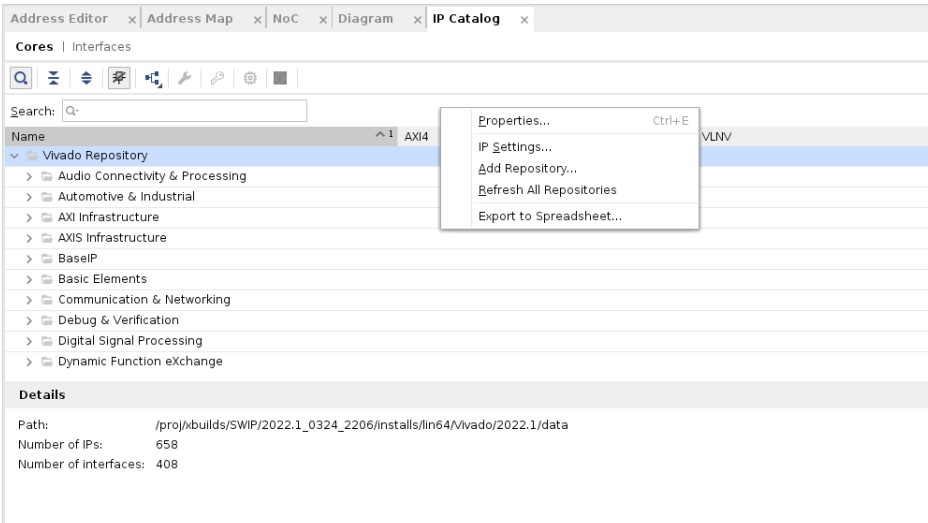 Address Editor × Address Map × NoC × Diagram × IP Catalog ×
Cores | Interfaces
Search: Q-
Name ^ 1 AXI4 VLNV
Properties... Ctrl+E
IP Settings...
Add Repository...
Refresh All Repositories
Export to Spreadsheet...
Vivado Repository
Audio Connectivity & Processing
Automotive & Industrial
AXI Infrastructure
AXIS Infrastructure
BaseIP
Basic Elements
Communication & Networking
Debug & Verification
Digital Signal Processing
Dynamic Function eXchange
Details
Path: /proj/xbuilds/SWIP/2022.1_0324_2206/installs/lin64/Vivado/2022.1/data
Number of IPs: 658
Number of interfaces: 408